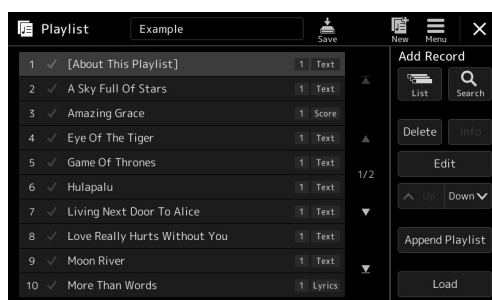 Playlist Example Save New Menu
Add Record
1 [About This Playlist] 1 Text
2 A Sky Full Of Stars 1 Text
3 Amazing Grace 1 Score
4 Eye Of The Tiger 1 Text
5 Game Of Thrones 1 Text
6 Hulapalu 1 Text
7 Living Next Door To Alice 1 Text
8 Love Really Hurts Without You 1 Text
9 Moon River 1 Text
10 More Than Words 1 Lyrics
1/2
List Search
Delete Info
Edit
Up Down
Append Playlist
Load